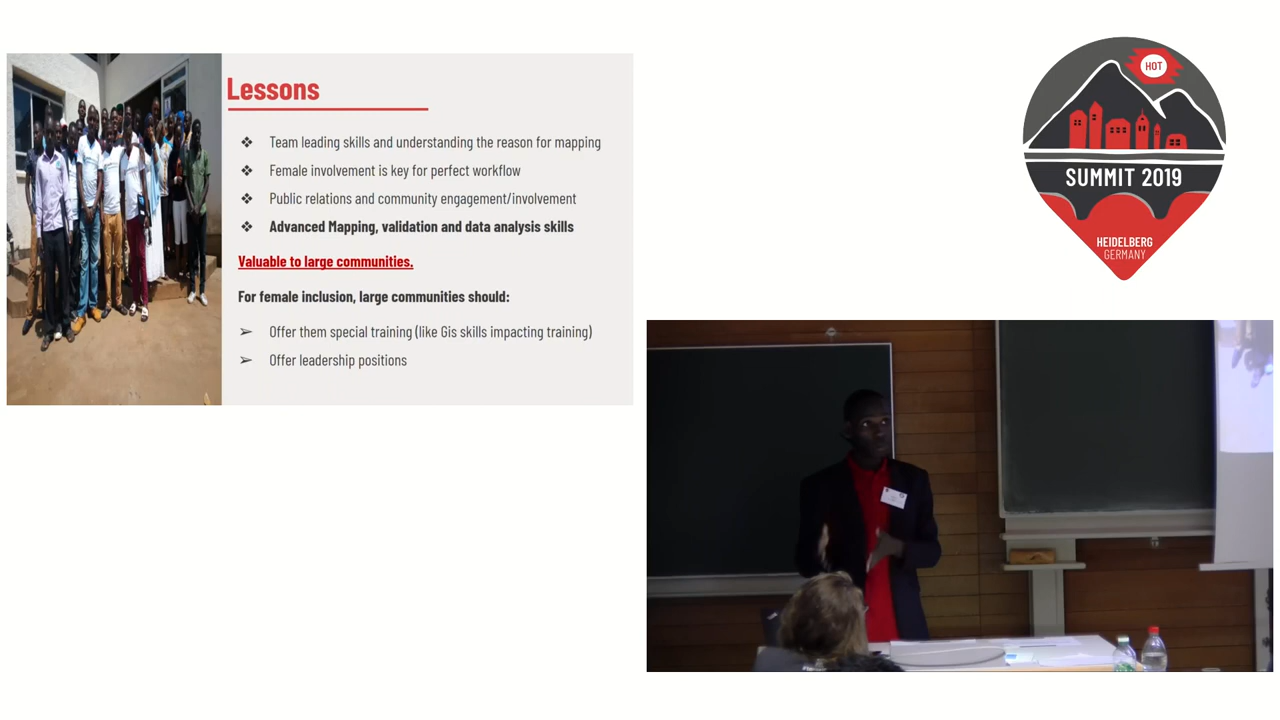 Lessons
❖ Team leading skills and understanding the reason for mapping
❖ Female involvement is key for perfect workflow
❖ Public relations and community engagement/involvement
❖ Advanced Mapping, validation and data analysis skills
Valuable to large communities.
For female inclusion, large communities should:
➢ Offer them special training (like Gis skills impacting training)
➢ Offer leadership positions
HOT
SUMMIT 2019
HEIDELBERG
GERMANY